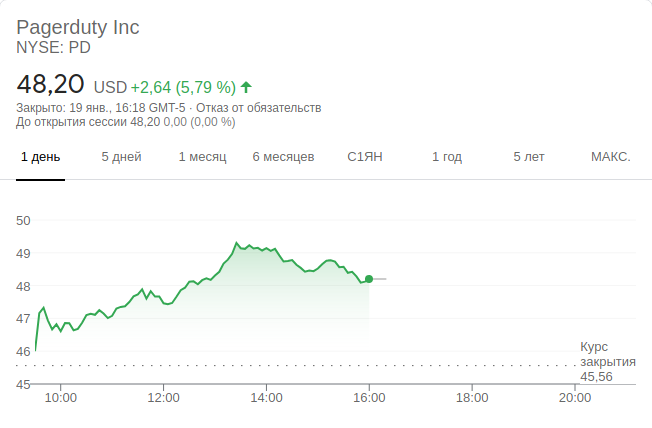 Pagerduty Inc
NYSE: PD
48,20 USD +2,64 (5,79 %)
Закрыто: 19 янв., 16:18 GMT-5 · Отказ от обязательств
До открытия сессии 48,20 0,00 (0,00 %)
1 день 5 дней 1 месяц 6 месяцев С1ЯН 1 год 5 лет МАКС.
50
49
48
47
46
45
Курс
закрытия
45,56
10:00 12:00 14:00 16:00 18:00 20:00